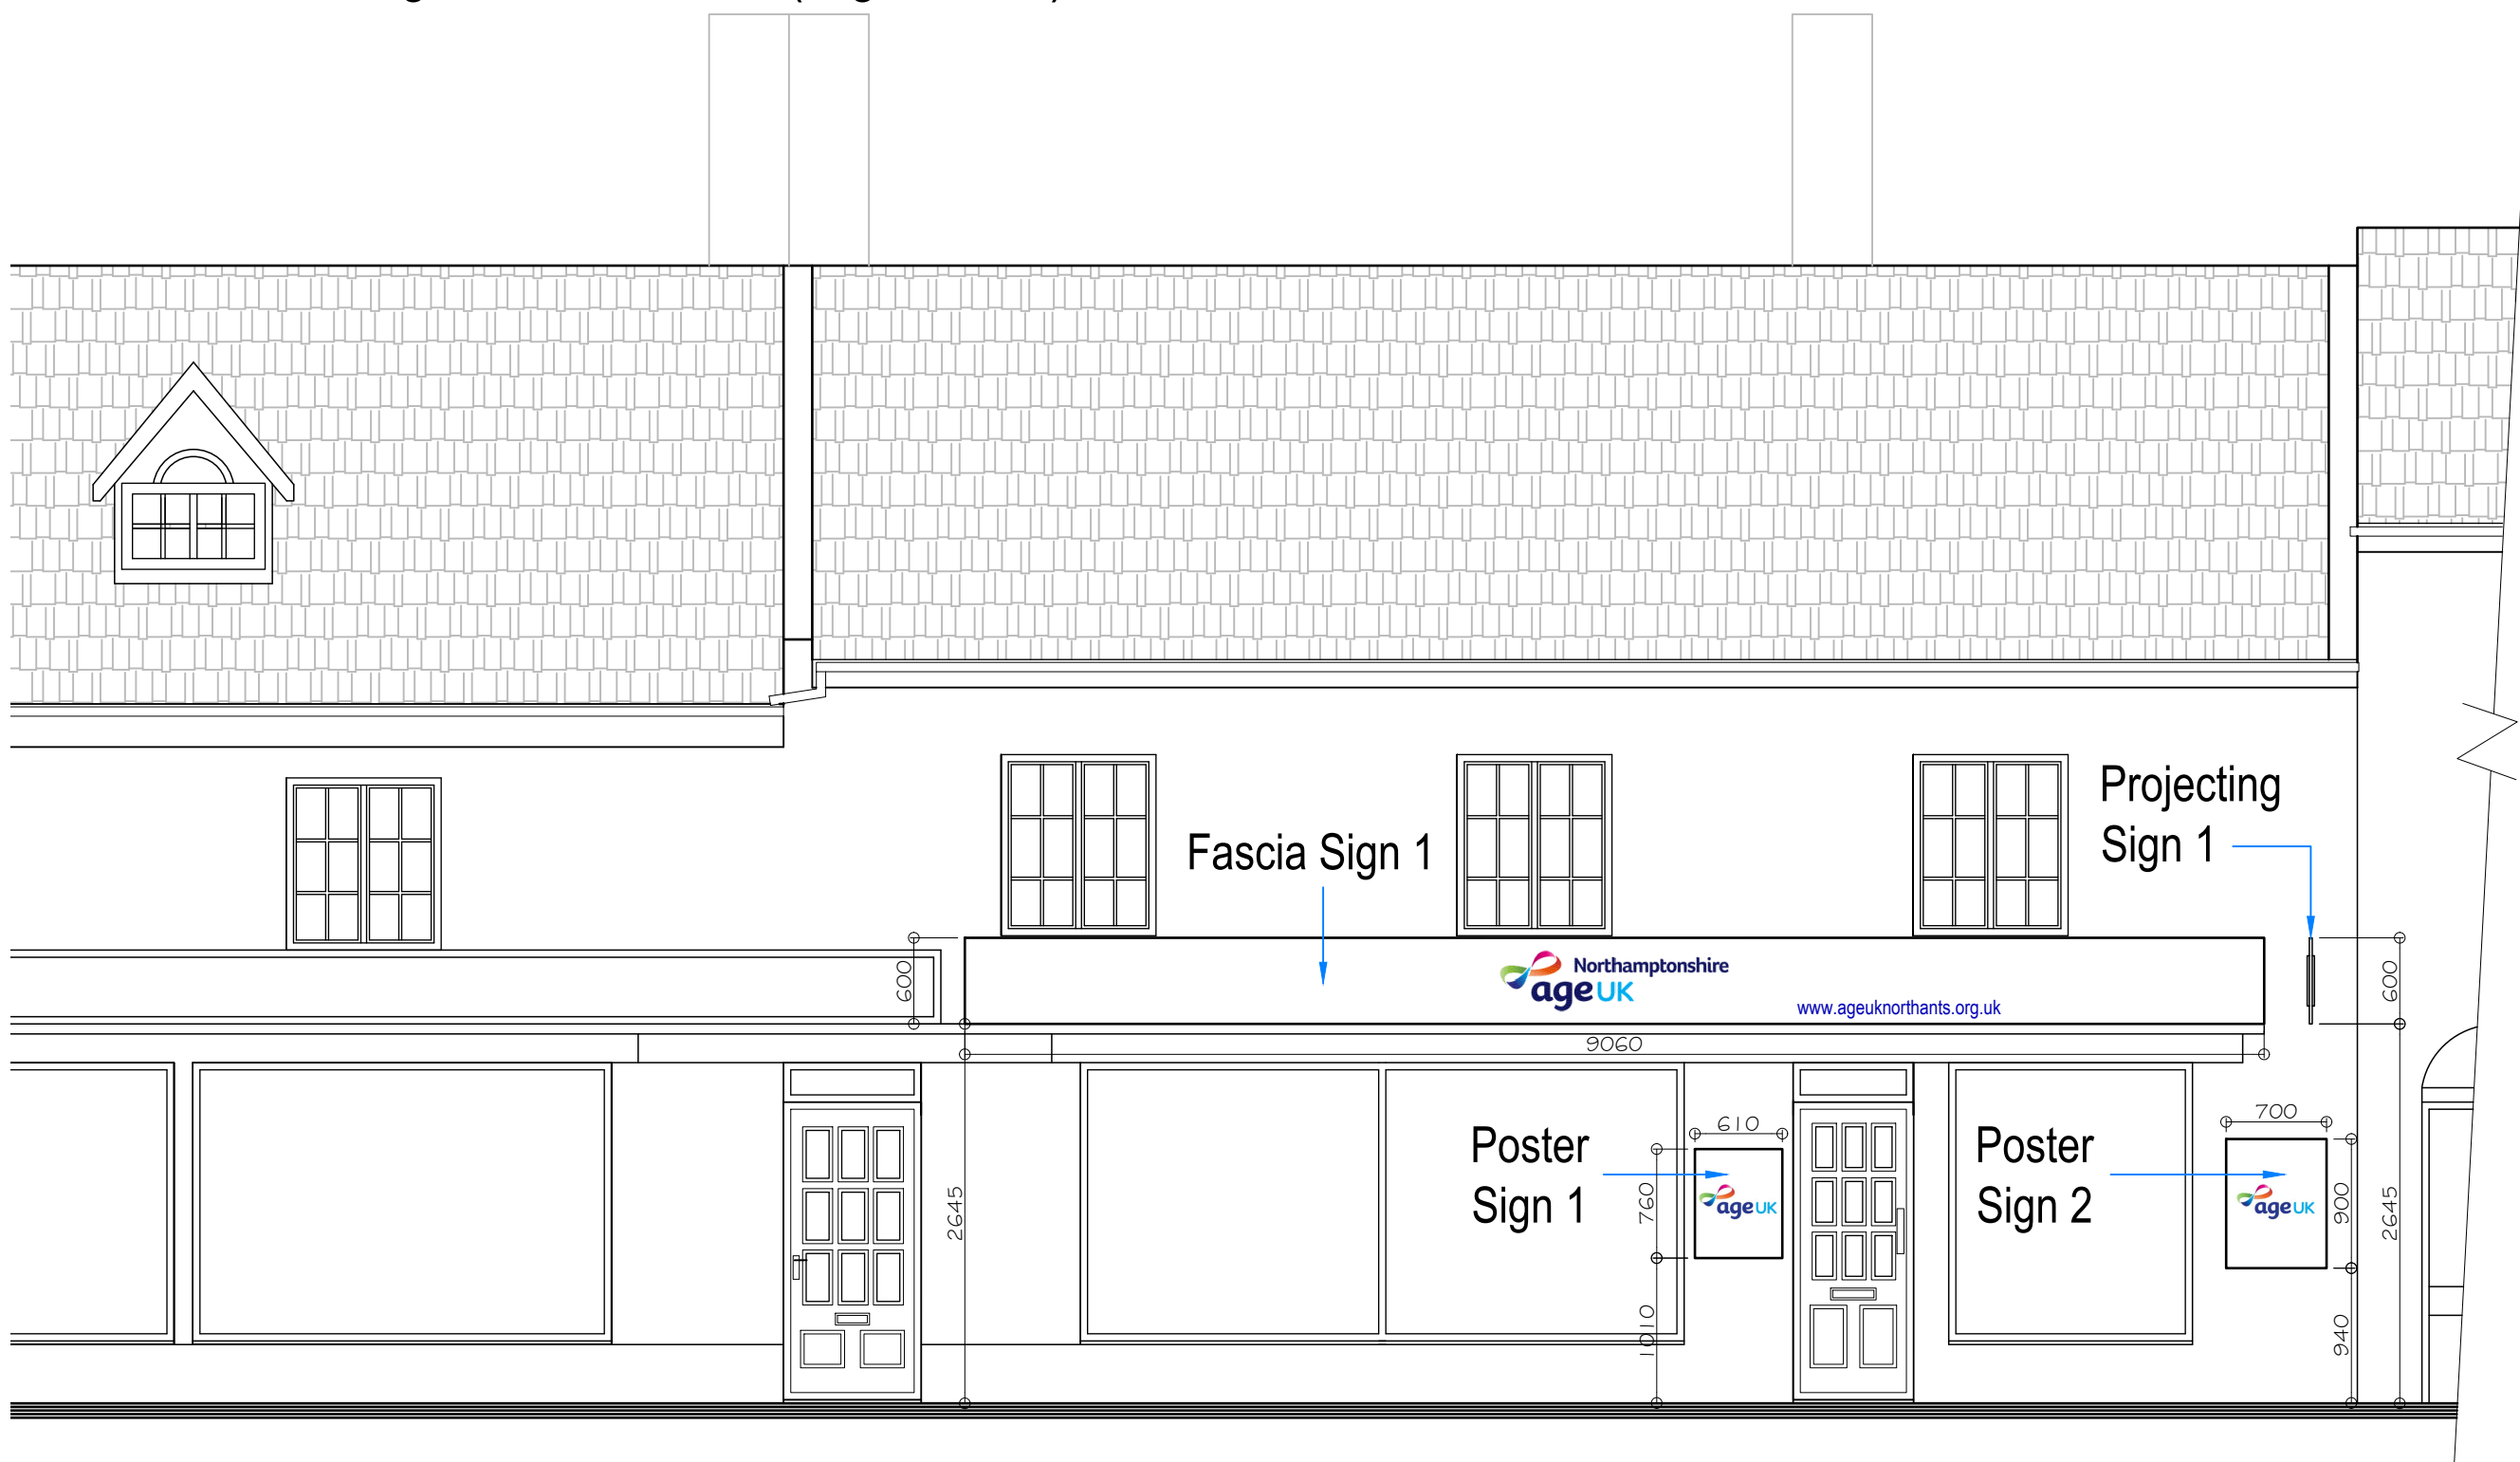 Projecting
Sign 1
Fascia Sign 1
600
Northamptonshire
age UK
www.ageuknorthants.org.uk
600
9060
Poster
Sign 1
610
760
age UK
1010
2645
Poster
Sign 2
700
age UK
900
940
2645